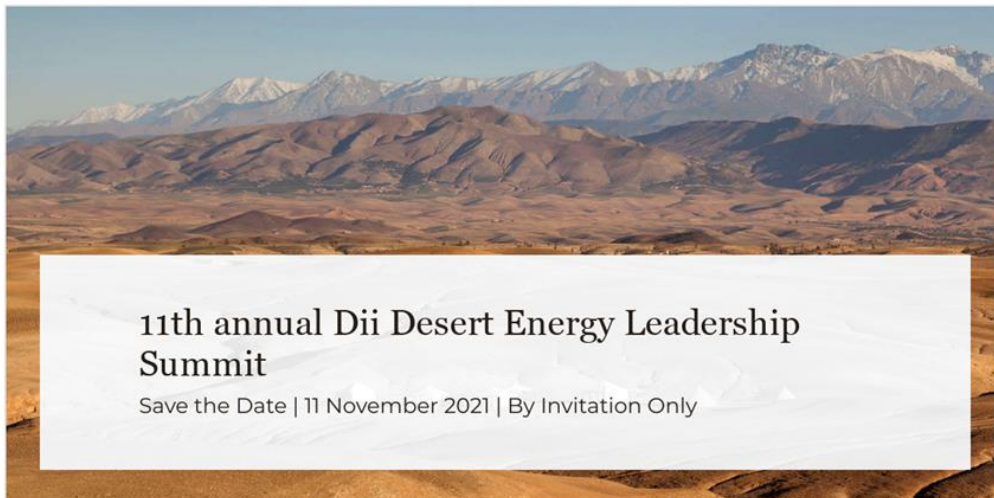 11th annual Dii Desert Energy Leadership
Summit
Save the Date | 11 November 2021 | By Invitation Only